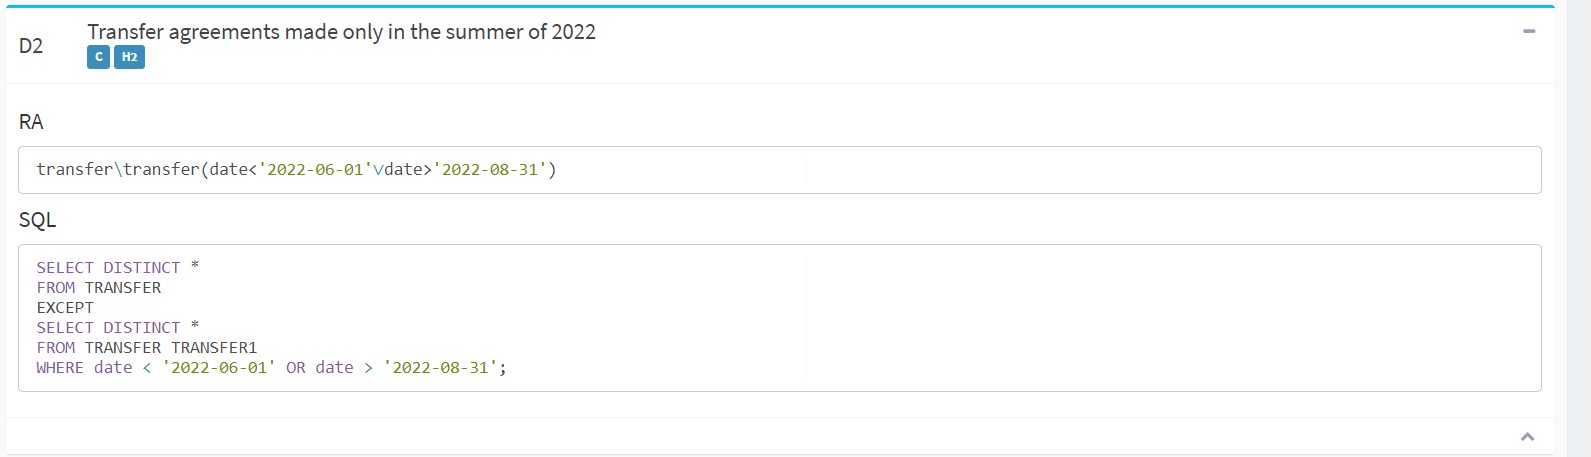 D2
Transfer agreements made only in the summer of 2022
C H2
RA
transfer\transfer(date<'2022-06-01'∨date>'2022-08-31')
SQL
SELECT DISTINCT *
FROM TRANSFER
EXCEPT
SELECT DISTINCT *
FROM TRANSFER TRANSFER1
WHERE date < '2022-06-01' OR date > '2022-08-31';